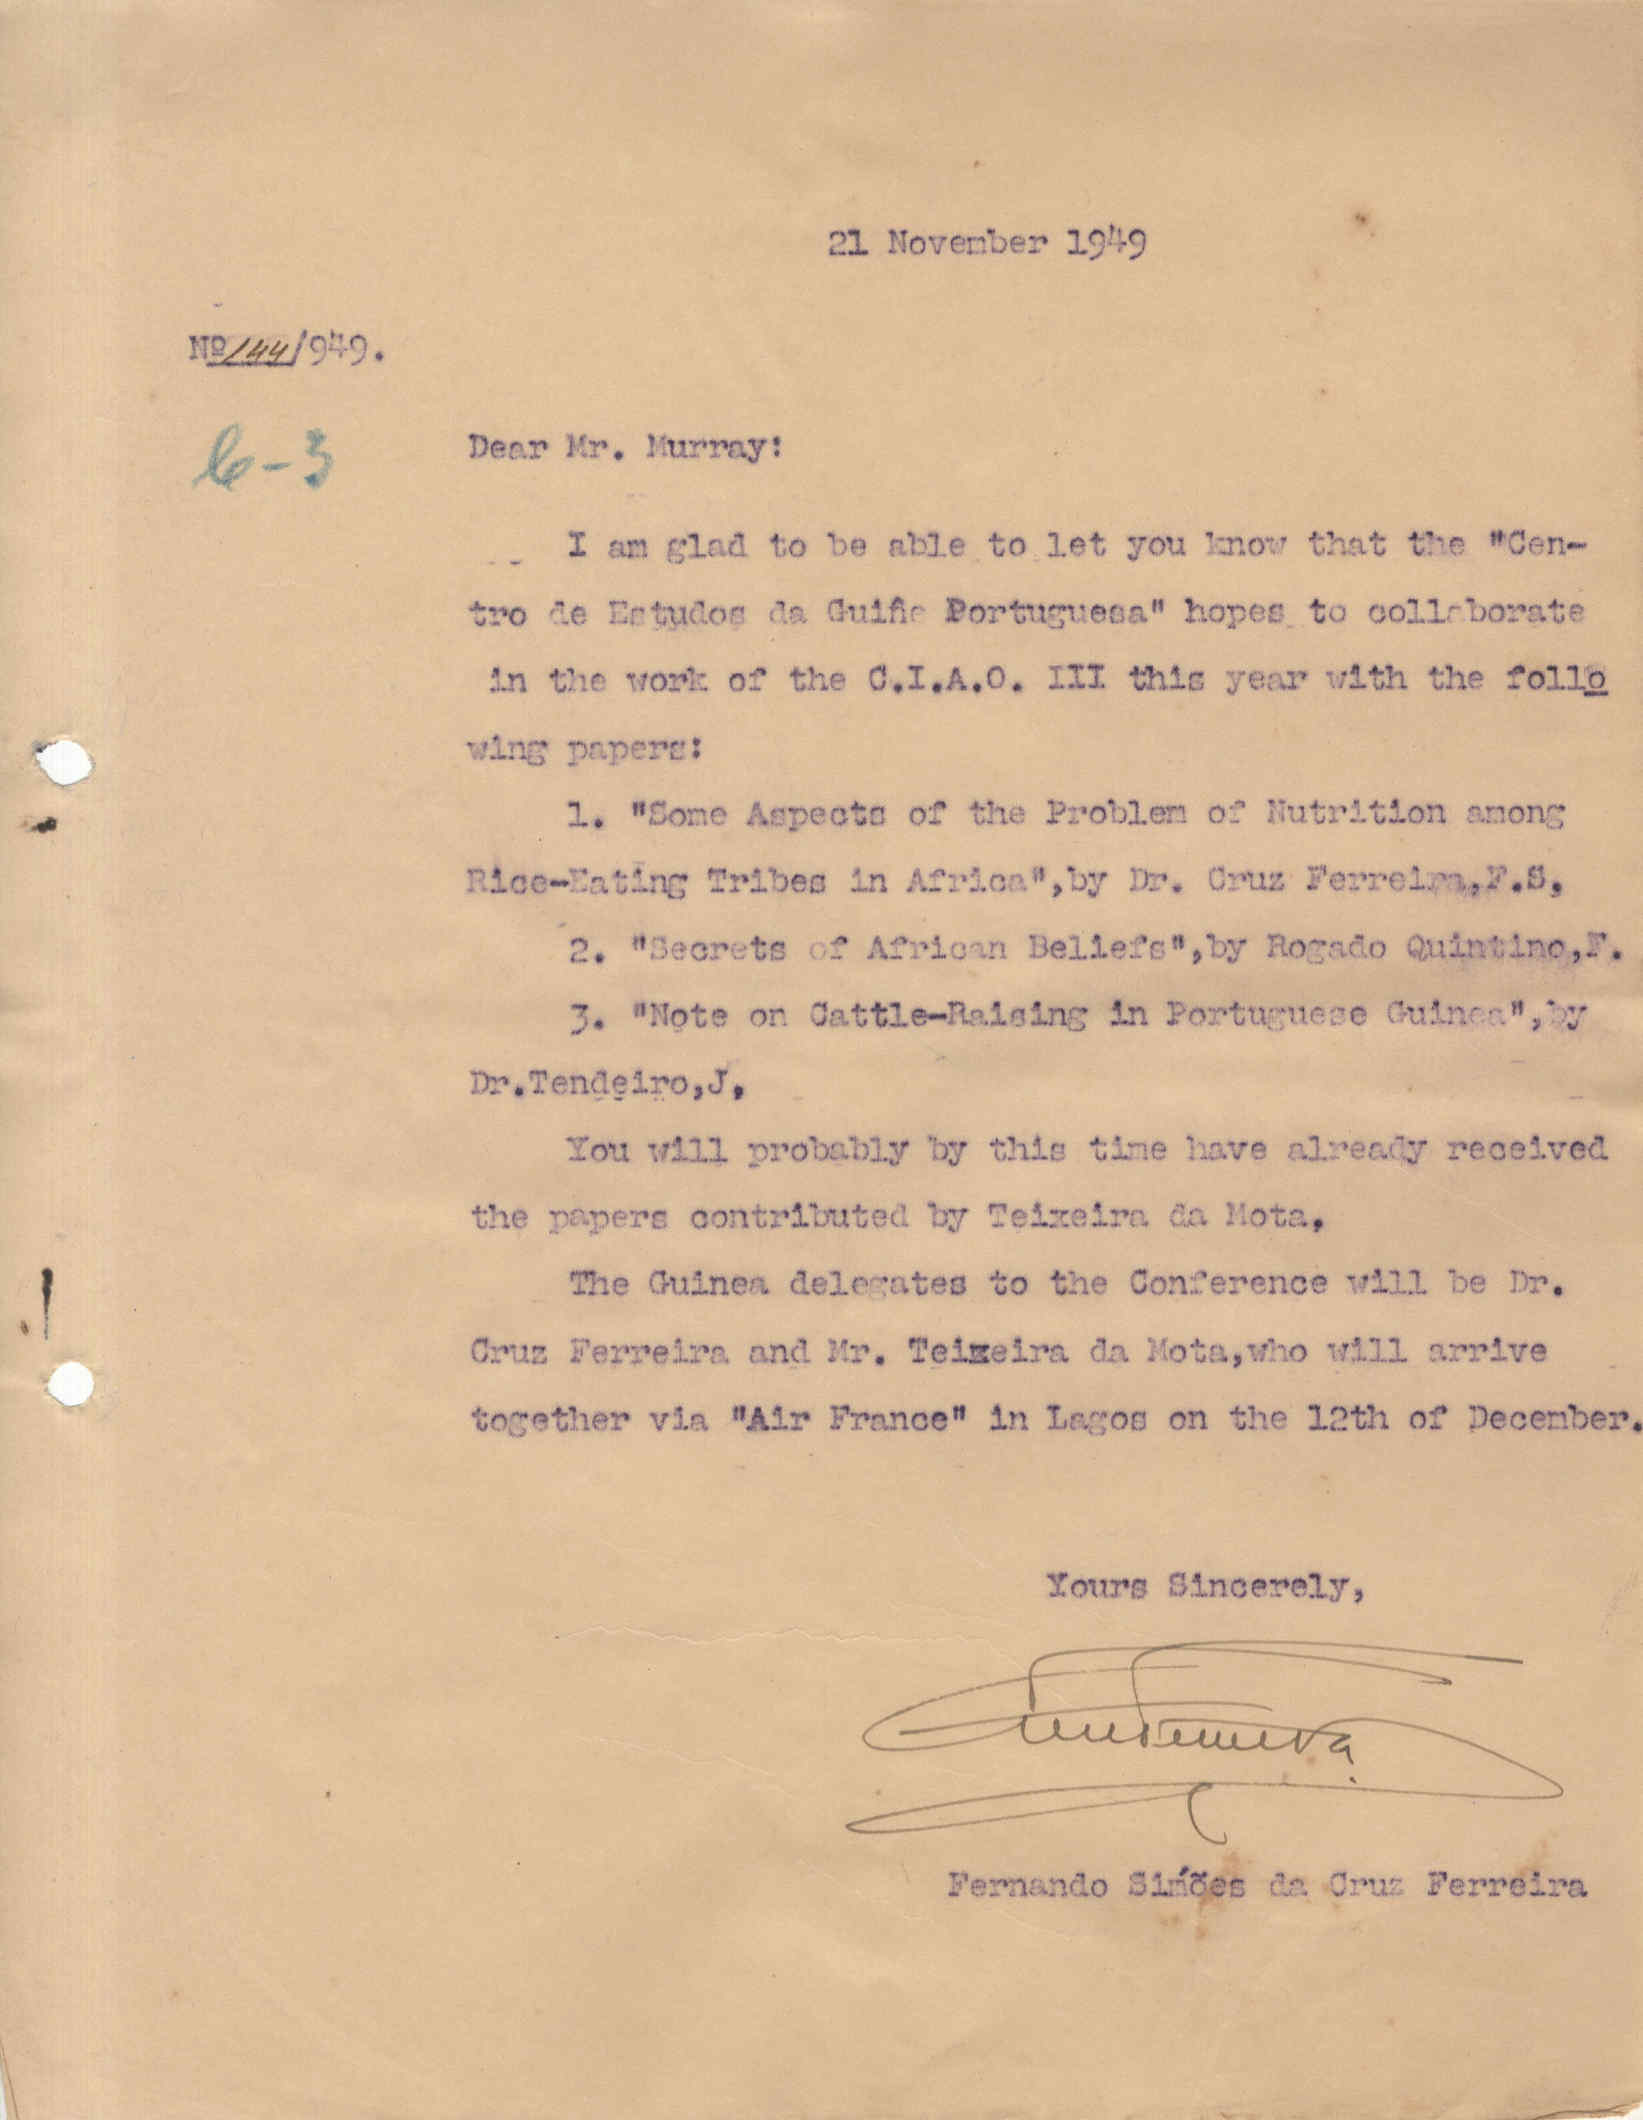 21 November 1949
Nº 144/949.
C-3
Dear Mr. Murray:
I am glad to be able to let you know that the "Cen-
tro de Estudos da Guiñe Portuguesa" hopes to collaborate
in the work of the C.I.A.O. III this year with the follo
wing papers:
1. "Some Aspects of the Problem of Nutrition among
Rice-Eating Tribes in Africa",by Dr. Cruz Ferreira,F.S,
2. "Secrets of African Beliefs",by Rogado Quintino,F.
3. "Note on Cattle-Raising in Portuguese Guinea",by
Dr.Tendeiro,J,
You will probably by this time have already received
the papers contributed by Teixeira da Mota,
The Guinea delegates to the Conference will be Dr.
Cruz Ferreira and Mr. Teixeira da Mota,who will arrive
together via "Air France" in Lagos on the 12th of December.
Yours Sincerely,
Fernando Simões da Cruz Ferreira